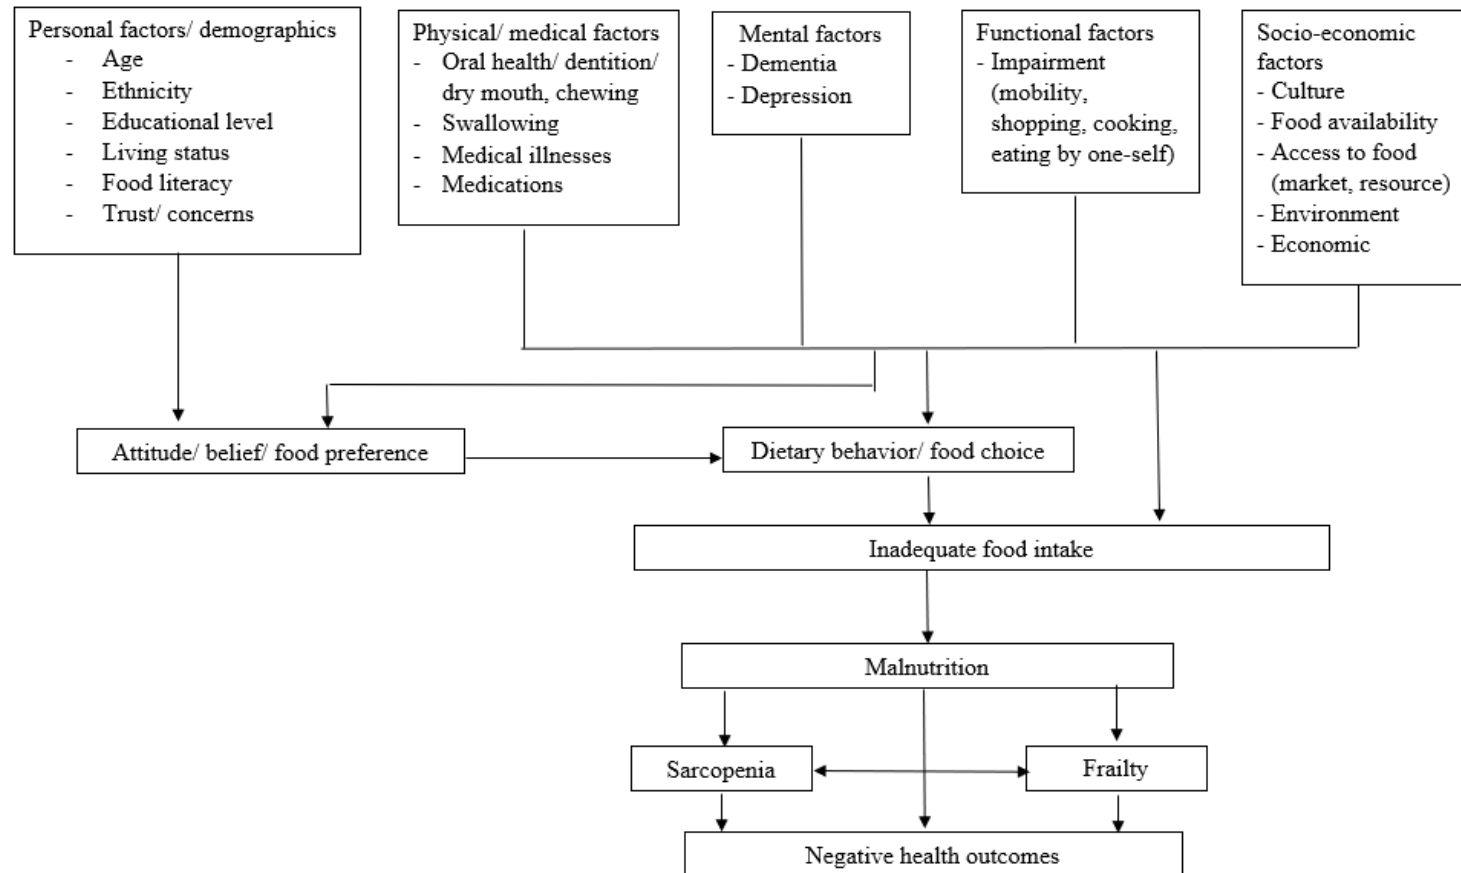 Personal factors/ demographics
- Age
- Ethnicity
- Educational level
- Living status
- Food literacy
- Trust/ concerns
Physical/ medical factors
- Oral health/ dentition/
dry mouth, chewing
- Swallowing
- Medical illnesses
- Medications
Mental factors
- Dementia
- Depression
Functional factors
- Impairment
(mobility,
shopping, cooking,
eating by one-self)
Socio-economic
factors
- Culture
- Food availability
- Access to food
(market, resource)
- Environment
- Economic
Attitude/ belief/ food preference
Dietary behavior/ food choice
Inadequate food intake
Malnutrition
Sarcopenia
Frailty
Negative health outcomes